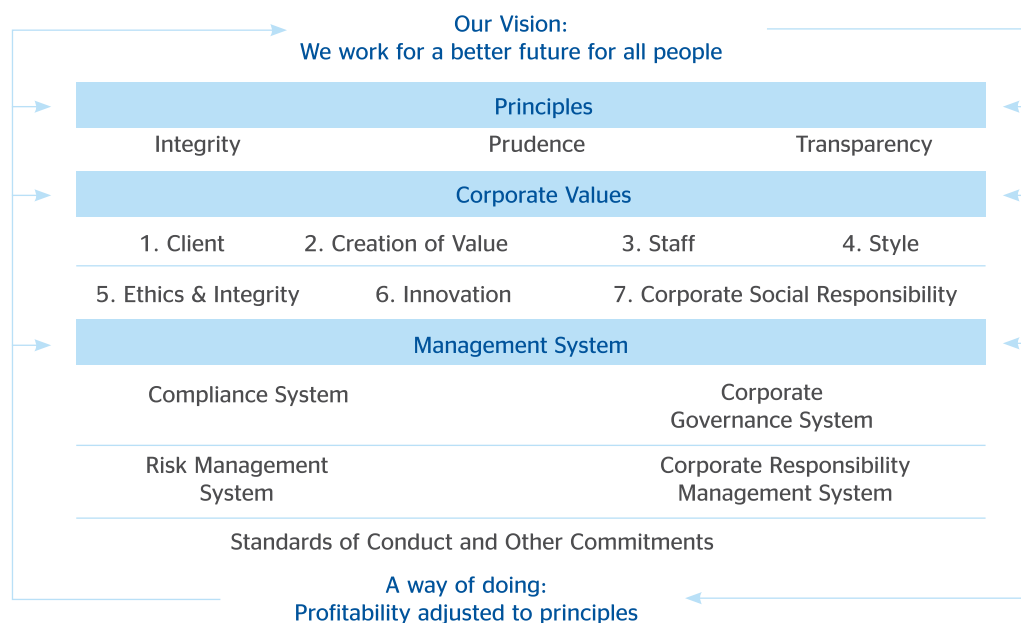 Our Vision:
We work for a better future for all people
Principles
Integrity Prudence Transparency
Corporate Values
1. Client 2. Creation of Value 3. Staff 4. Style
5. Ethics & Integrity 6. Innovation 7. Corporate Social Responsibility
Management System
Compliance System
Corporate
Governance System
Risk Management
System
Corporate Responsibility
Management System
Standards of Conduct and Other Commitments
A way of doing:
Profitability adjusted to principles